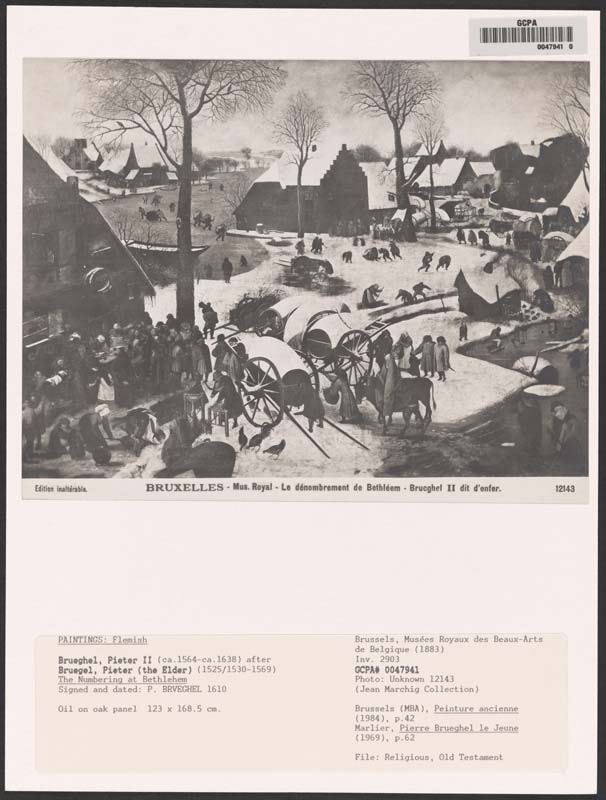 GCPA
0047941 0
Edition inaltérable.
BRUXELLES - Mus. Royal - Le dénombrement de Bethléem - Brueghel II dit d'enfer.
12143
PAINTINGS: Flemish
Brueghel, Pieter II (ca.1564-ca.1638) after
Bruegel, Pieter (the Elder) (1525/1530-1569)
The Numbering at Bethlehem
Signed and dated: P. BRVEGHEL 1610
Oil on oak panel 123 x 168.5 cm.
Brussels, Musées Royaux des Beaux-Arts
de Belgique (1883)
Inv. 2903
GCPA# 0047941
Photo: Unknown 12143
(Jean Marchig Collection)
Brussels (MBA), Peinture ancienne
(1984), p.42
Marlier, Pierre Brueghel le Jeune
(1969), p.62
File: Religious, Old Testament